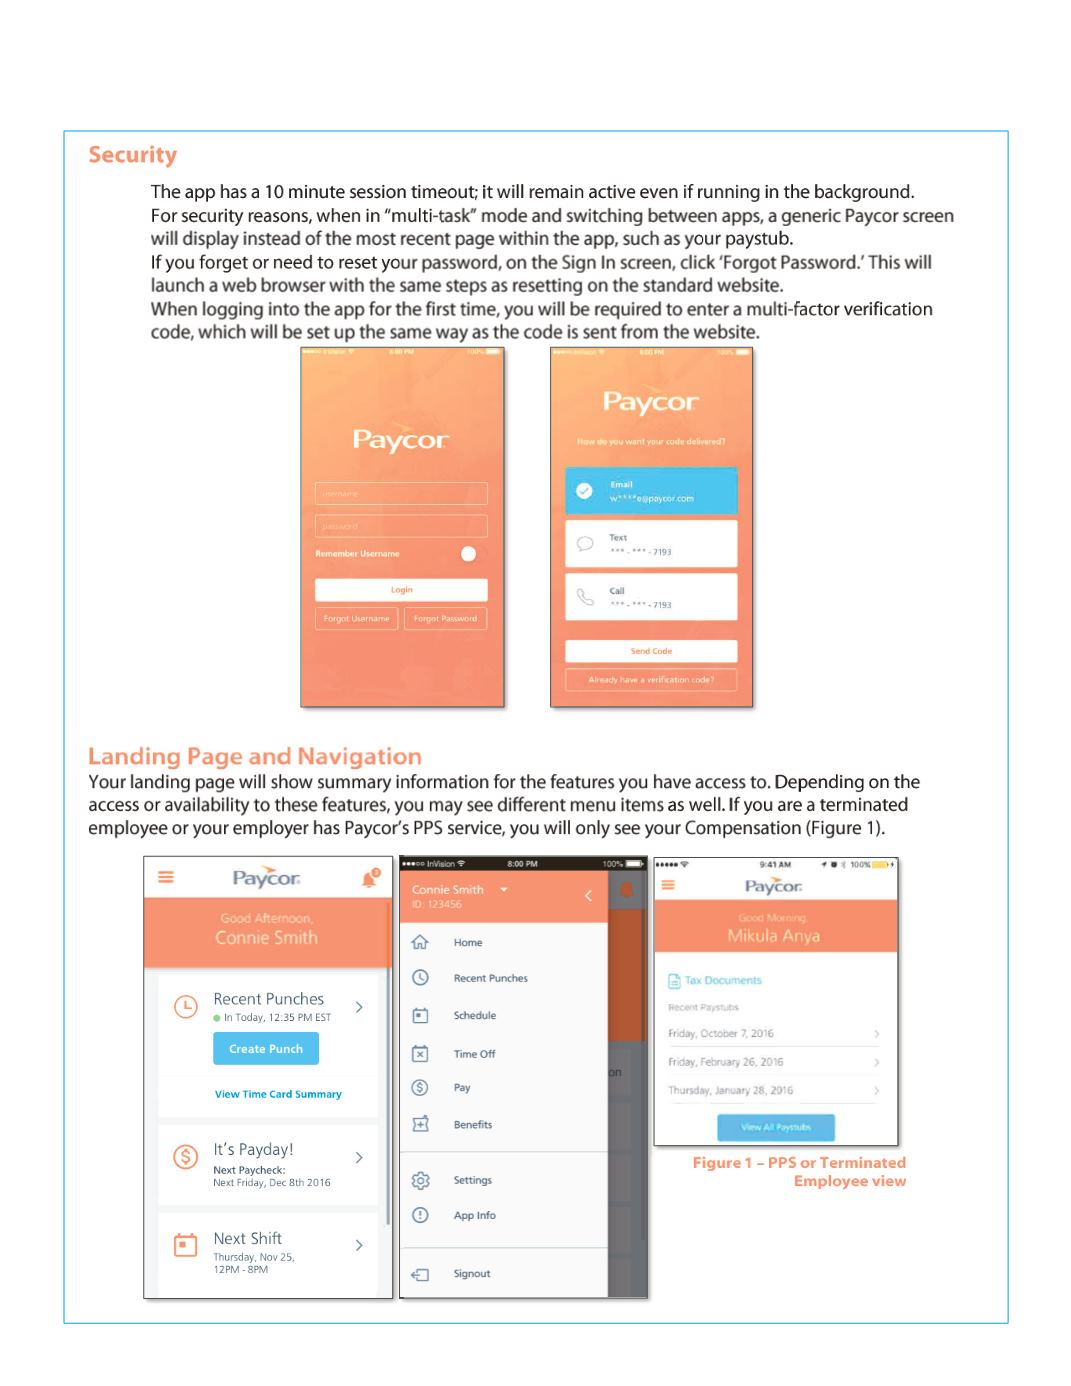 Security
The app has a 10 minute session timeout; it will remain active even if running in the background.
For security reasons, when in “multi-task” mode and switching between apps, a generic Paycor screen
will display instead of the most recent page within the app, such as your paystub.
If you forget or need to reset your password, on the Sign In screen, click ‘Forgot Password.’ This will
launch a web browser with the same steps as resetting on the standard website.
When logging into the app for the first time, you will be required to enter a multi-factor verification
code, which will be set up the same way as the code is sent from the website.
InVision 8:00 PM 100%
Paycor
username
password
Remember Username
Login
Forgot Username Forgot Password
InVision 8:00 PM 100%
Paycor
How do you want your code delivered?
Email
w****e@paycor.com
Text
*** - *** - 7193
Call
*** - *** - 7193
Send Code
Already have a verification code?
Landing Page and Navigation
Your landing page will show summary information for the features you have access to. Depending on the
access or availability to these features, you may see different menu items as well. If you are a terminated
employee or your employer has Paycor’s PPS service, you will only see your Compensation (Figure 1).
Paycor
3
Good Afternoon,
Connie Smith
Recent Punches
In Today, 12:35 PM EST
Create Punch
View Time Card Summary
It’s Payday!
Next Paycheck:
Next Friday, Dec 8th 2016
Next Shift
Thursday, Nov 25,
12PM - 8PM
InVision 8:00 PM 100%
Connie Smith
ID: 123456
Home
Recent Punches
Schedule
Time Off
on
Pay
Benefits
Settings
App Info
Signout
9:41 AM 100%
Paycor
Good Morning,
Mikula Anya
Tax Documents
Recent Paystubs
Friday, October 7, 2016
Friday, February 26, 2016
Thursday, January 28, 2016
View All Paystubs
Figure 1 – PPS or Terminated
Employee view